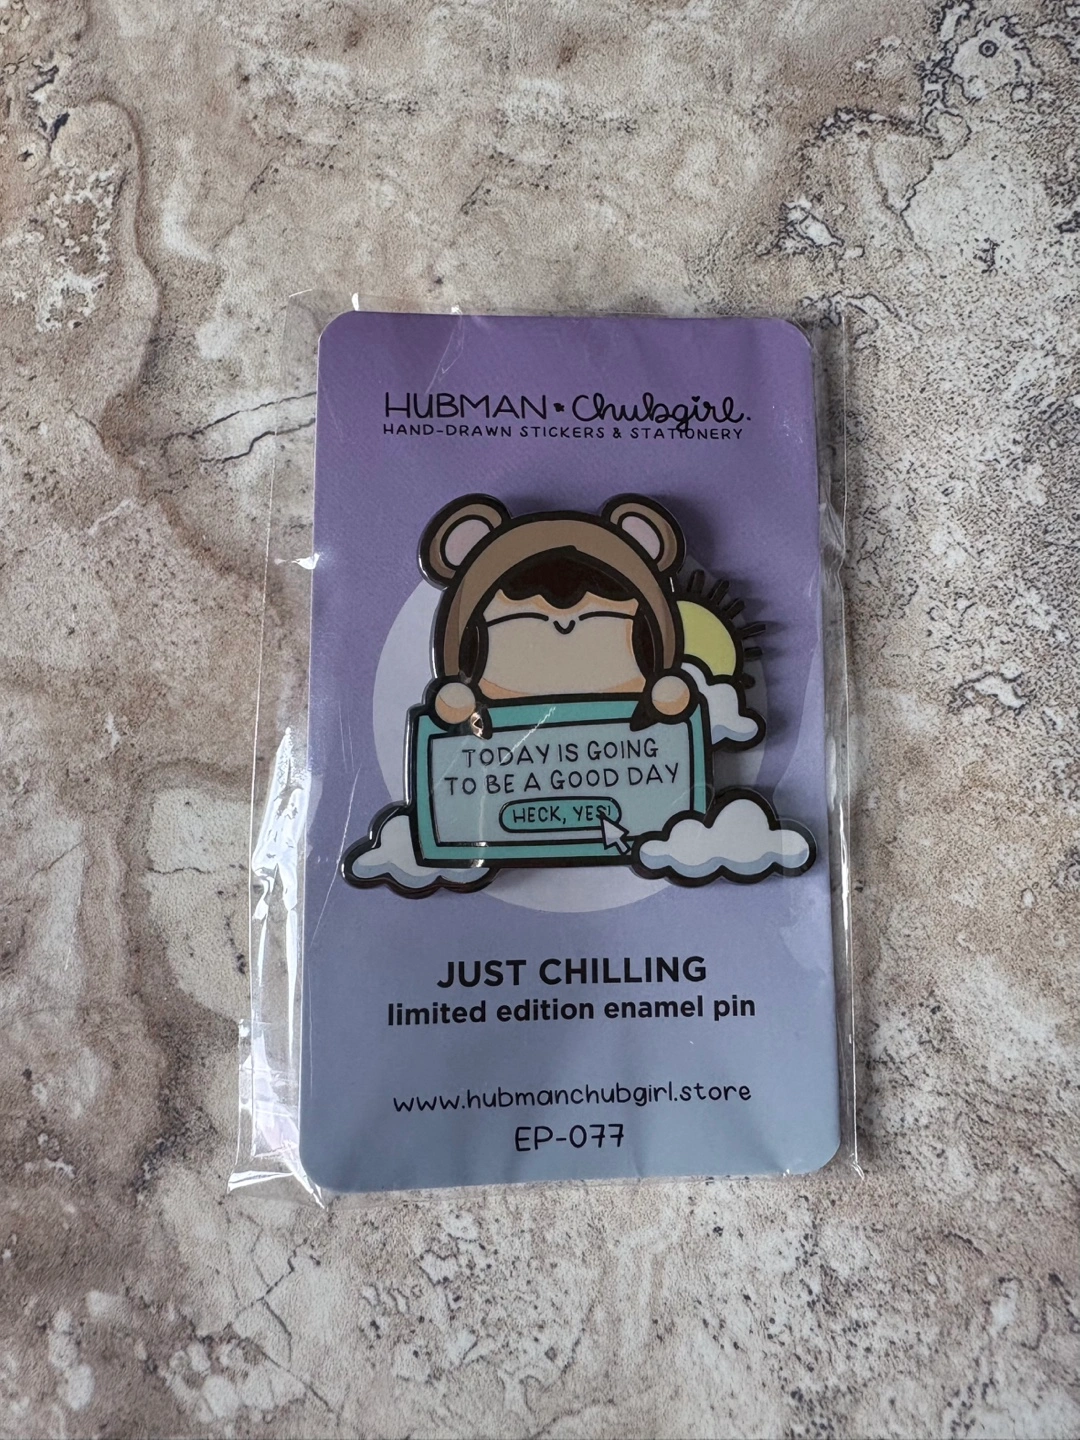 HUBMAN • Chubgirl.
HAND-DRAWN STICKERS & STATIONERY
TODAY IS GOING
TO BE A GOOD DAY
HECK, YES!
JUST CHILLING
limited edition enamel pin
www.hubmanchubgirl.store
EP-077